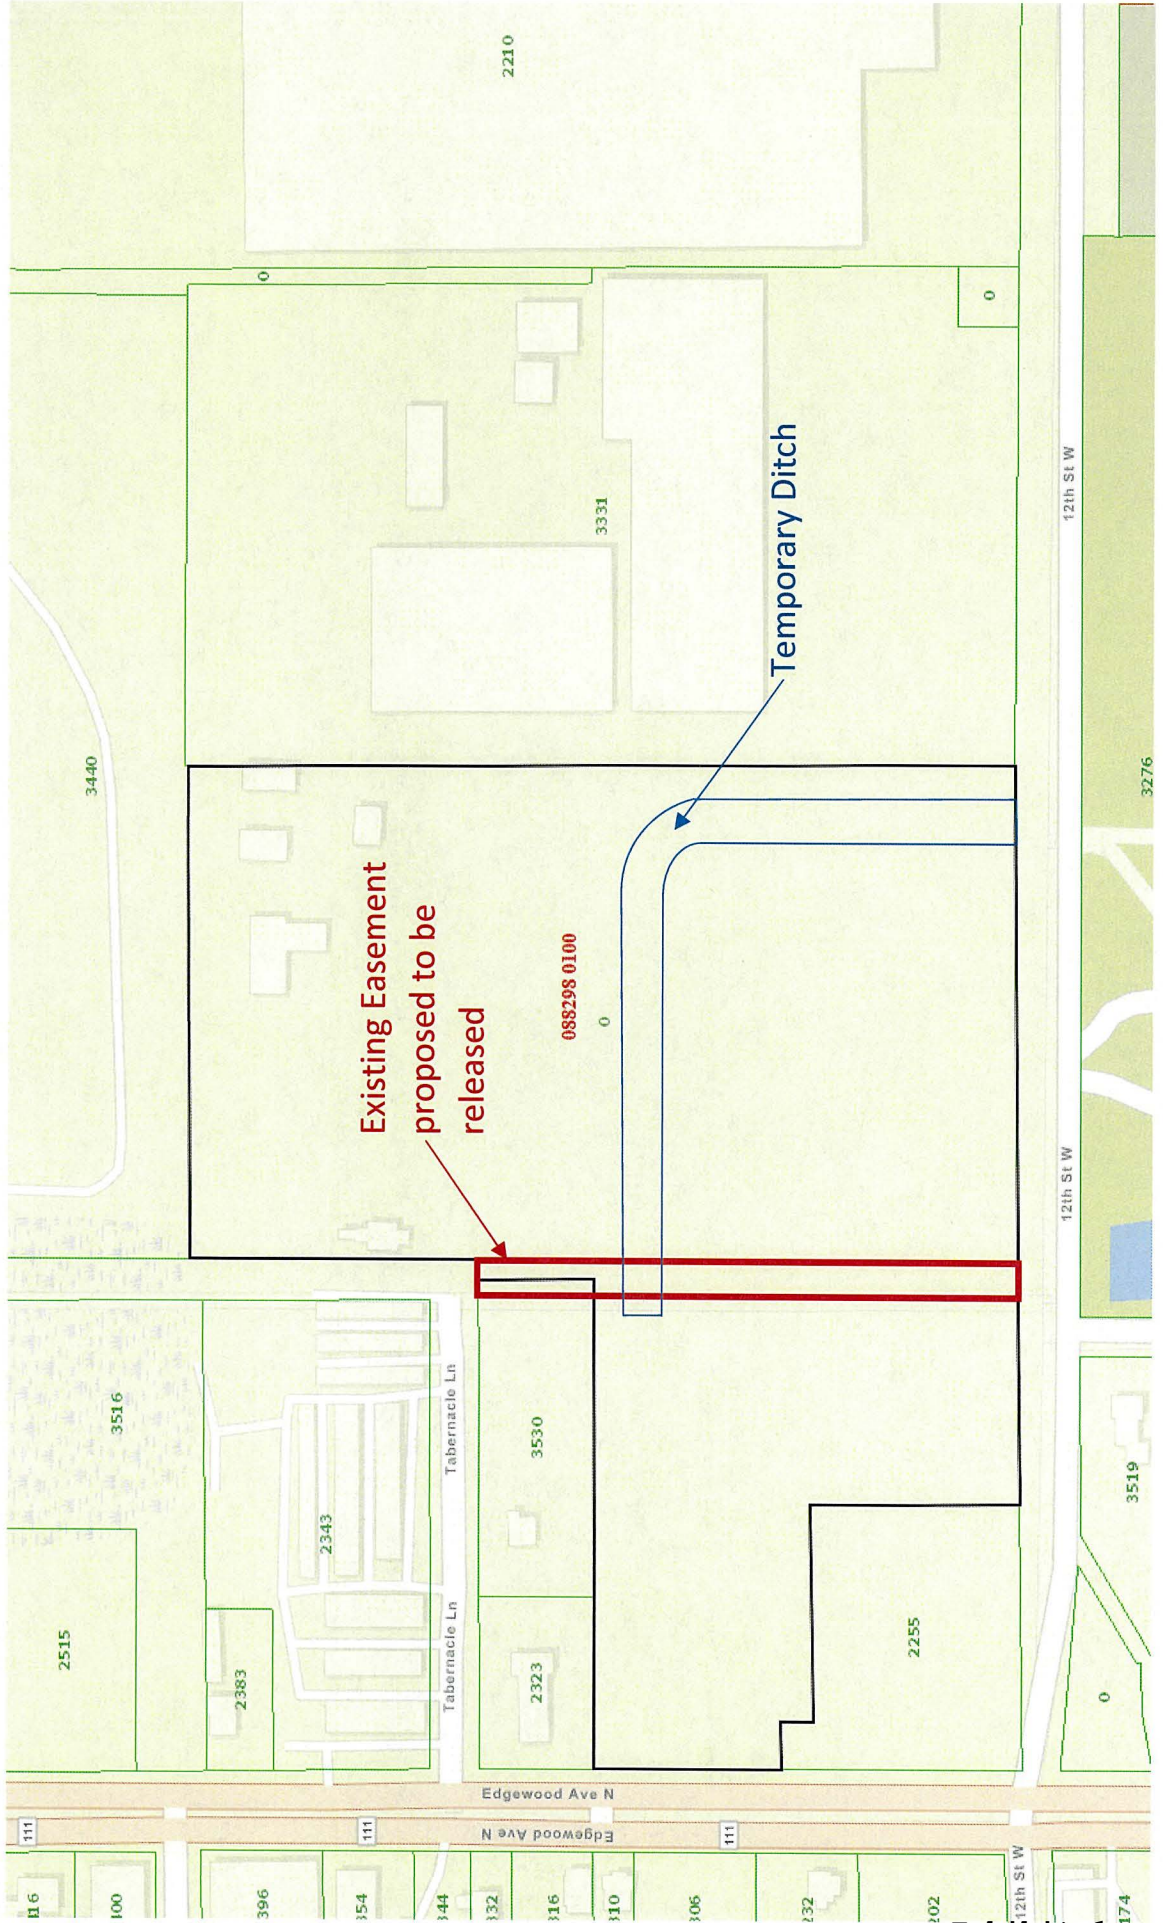 2210
0
0
3331
12th St W
Temporary Ditch
3440
3276
Existing Easement
proposed to be
released
088298 0100
0
12th St W
3516
2343
Tabernacle Ln
3530
3519
2515
2383
Tabernacle Ln
2323
2255
0
Edgewood Ave N
Edgewood Ave N
111
111
111
16
400
396
354
344
332
316
310
306
232
202
12th St W
174